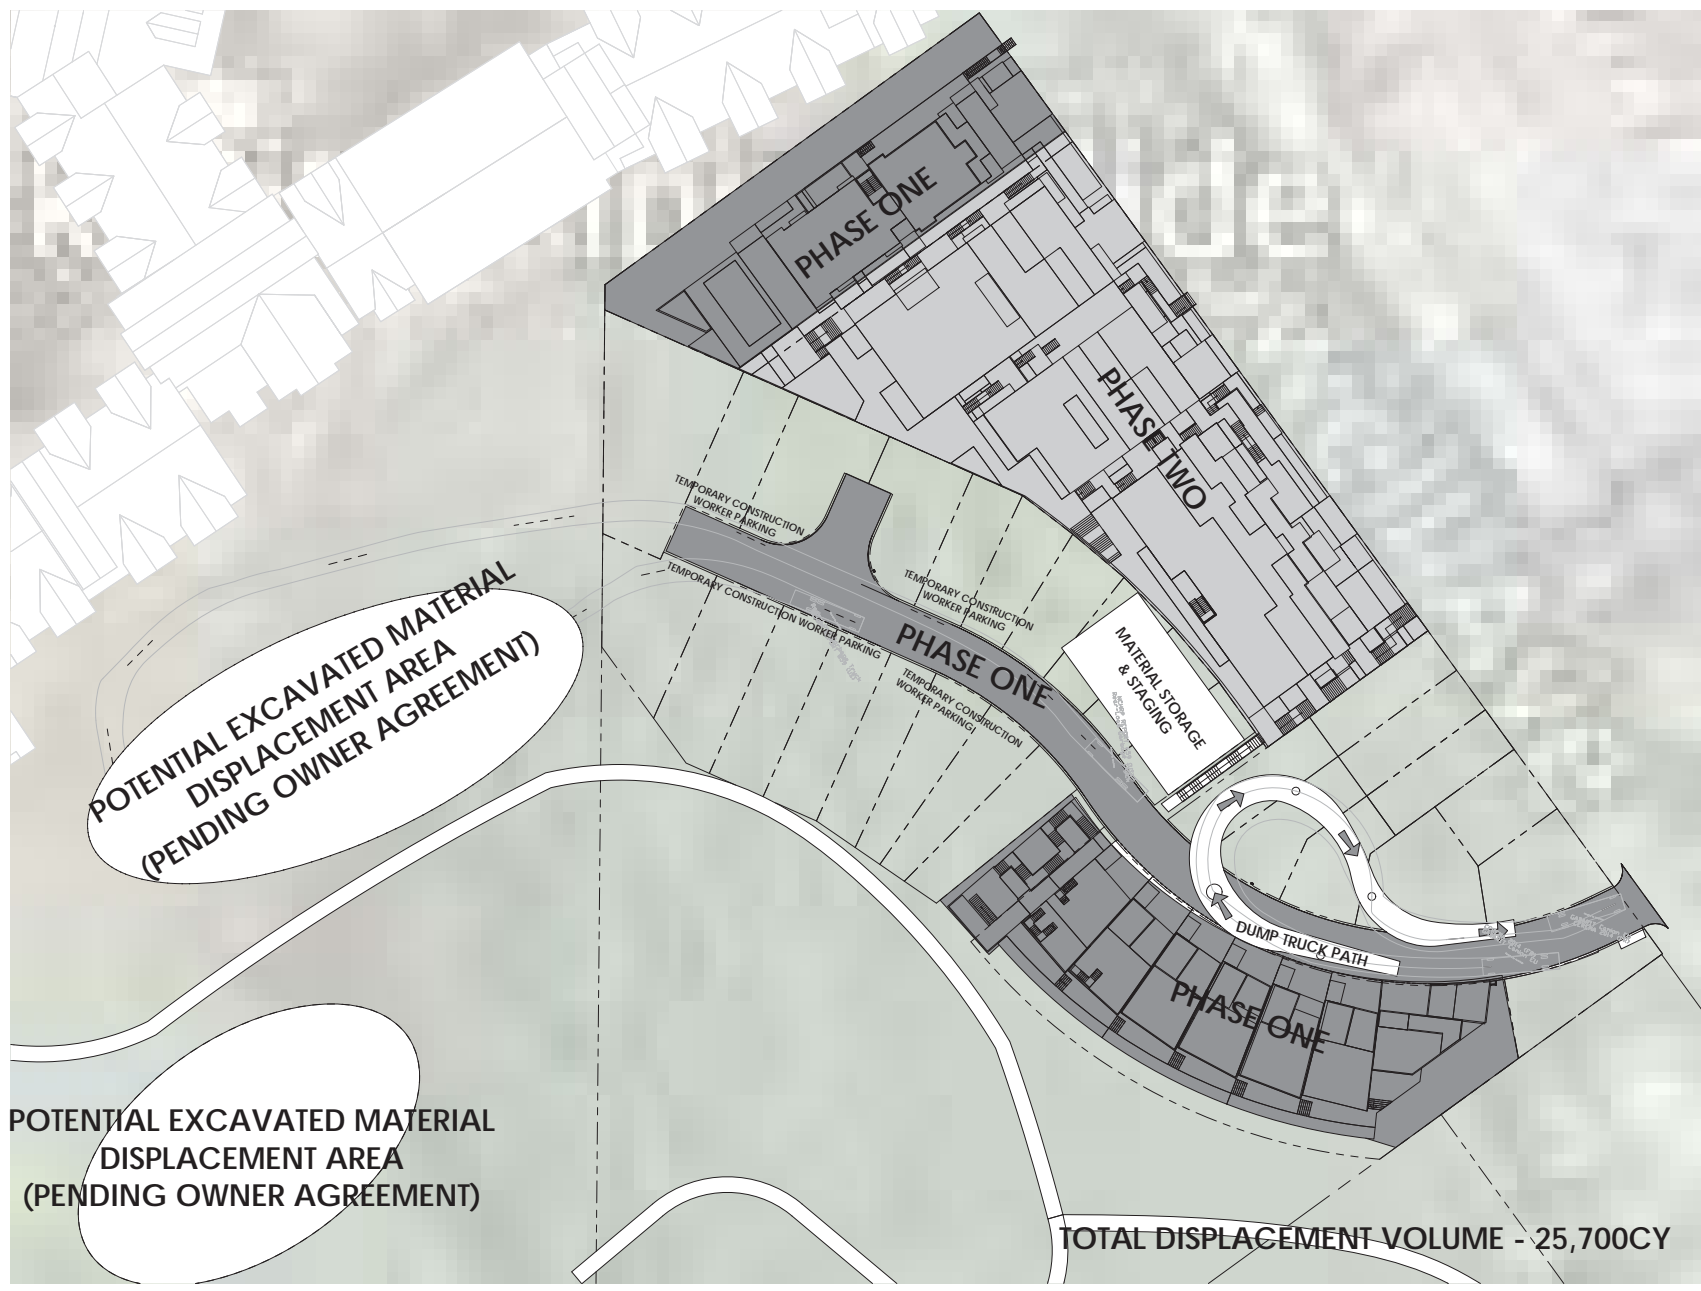 PHASE ONE
PHASE TWO
TEMPORARY CONSTRUCTION
WORKER PARKING
TEMPORARY CONSTRUCTION WORKER PARKING
TEMPORARY CONSTRUCTION
WORKER PARKING
PHASE ONE
TEMPORARY CONSTRUCTION
WORKER PARKING
MATERIAL STORAGE
& STAGING
POTENTIAL EXCAVATED MATERIAL
DISPLACEMENT AREA
(PENDING OWNER AGREEMENT)
DUMP TRUCK PATH
PHASE ONE
POTENTIAL EXCAVATED MATERIAL
DISPLACEMENT AREA
(PENDING OWNER AGREEMENT)
TOTAL DISPLACEMENT VOLUME - 25,700CY